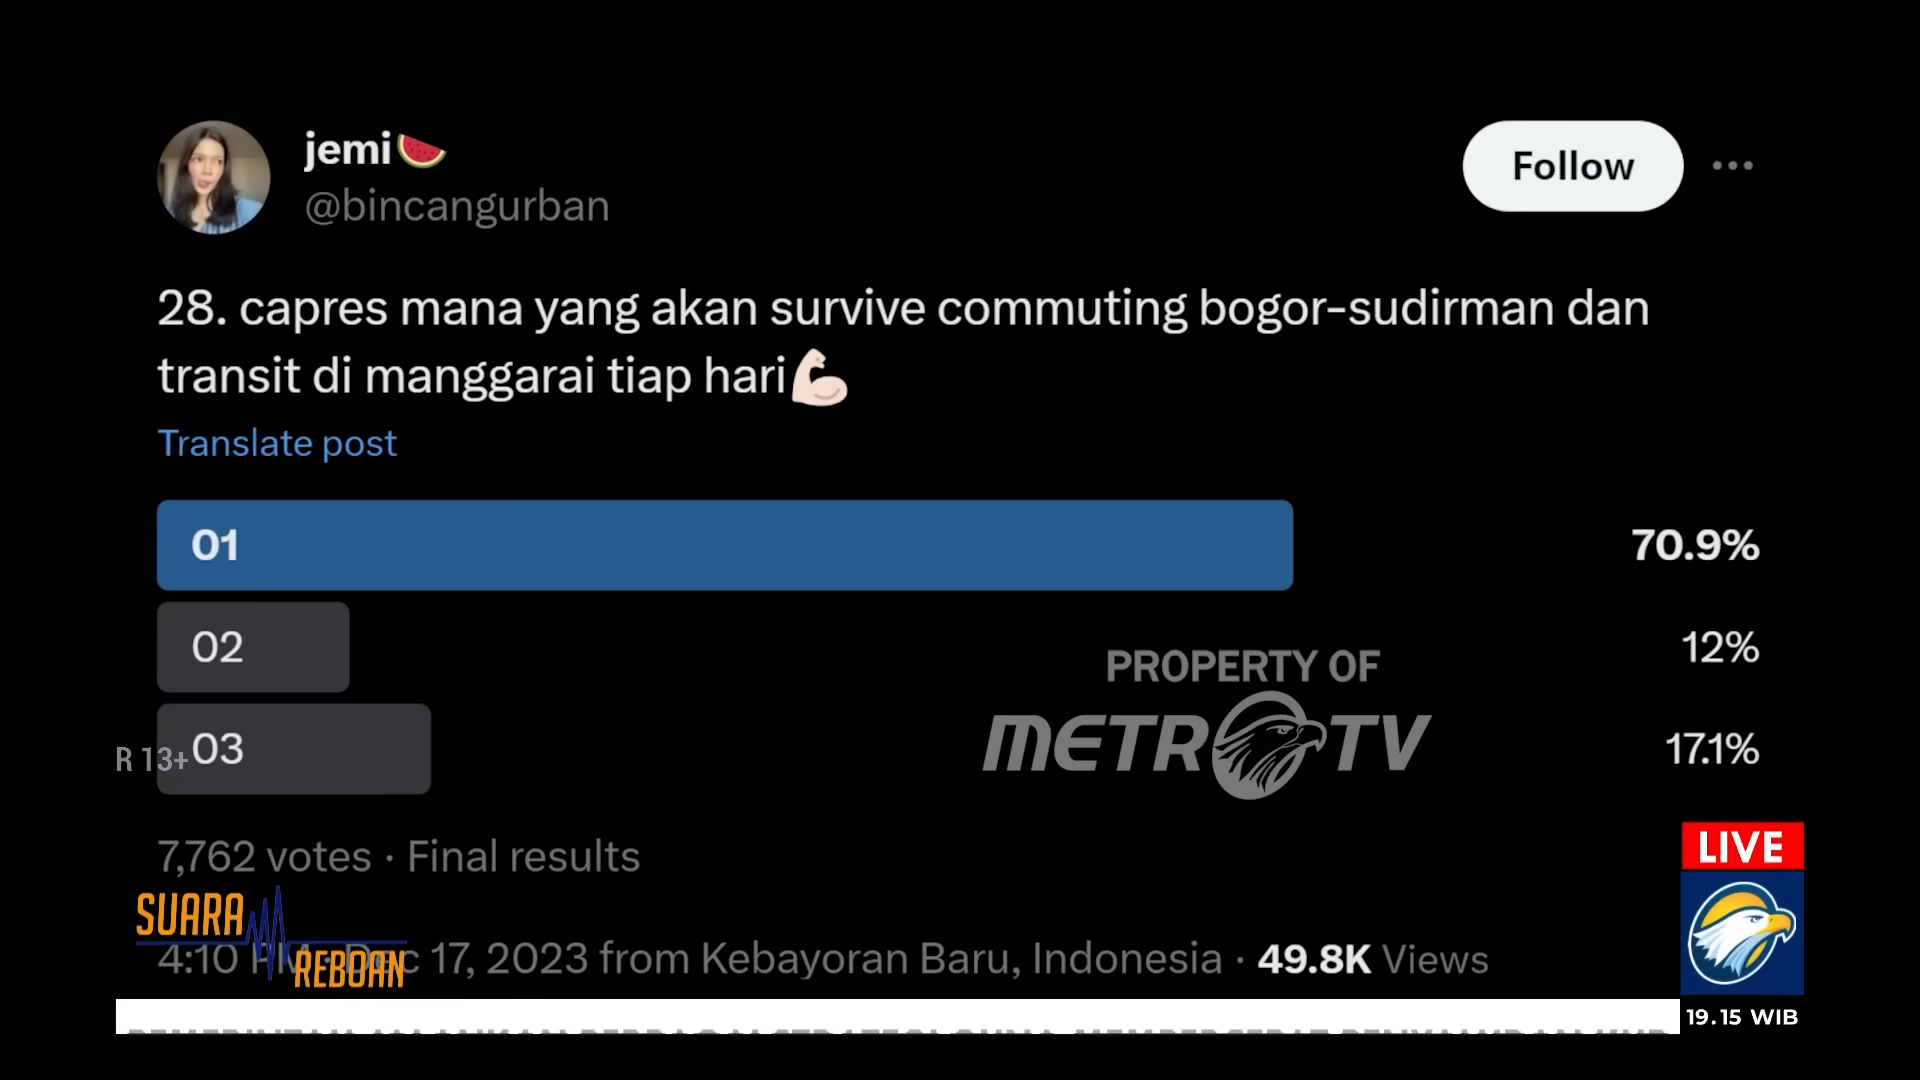 jemi🍉
@bincangurban
Follow
28. capres mana yang akan survive commuting bogor-sudirman dan
transit di manggarai tiap hari💪🏻
Translate post
01 70.9%
02 12%
03 17.1%
PROPERTY OF
METRO TV
R 13+
7,762 votes · Final results
LIVE
SUARA
REBOAN
4:10 PM · Dec 17, 2023 from Kebayoran Baru, Indonesia · 49.8K Views
19.15 WIB